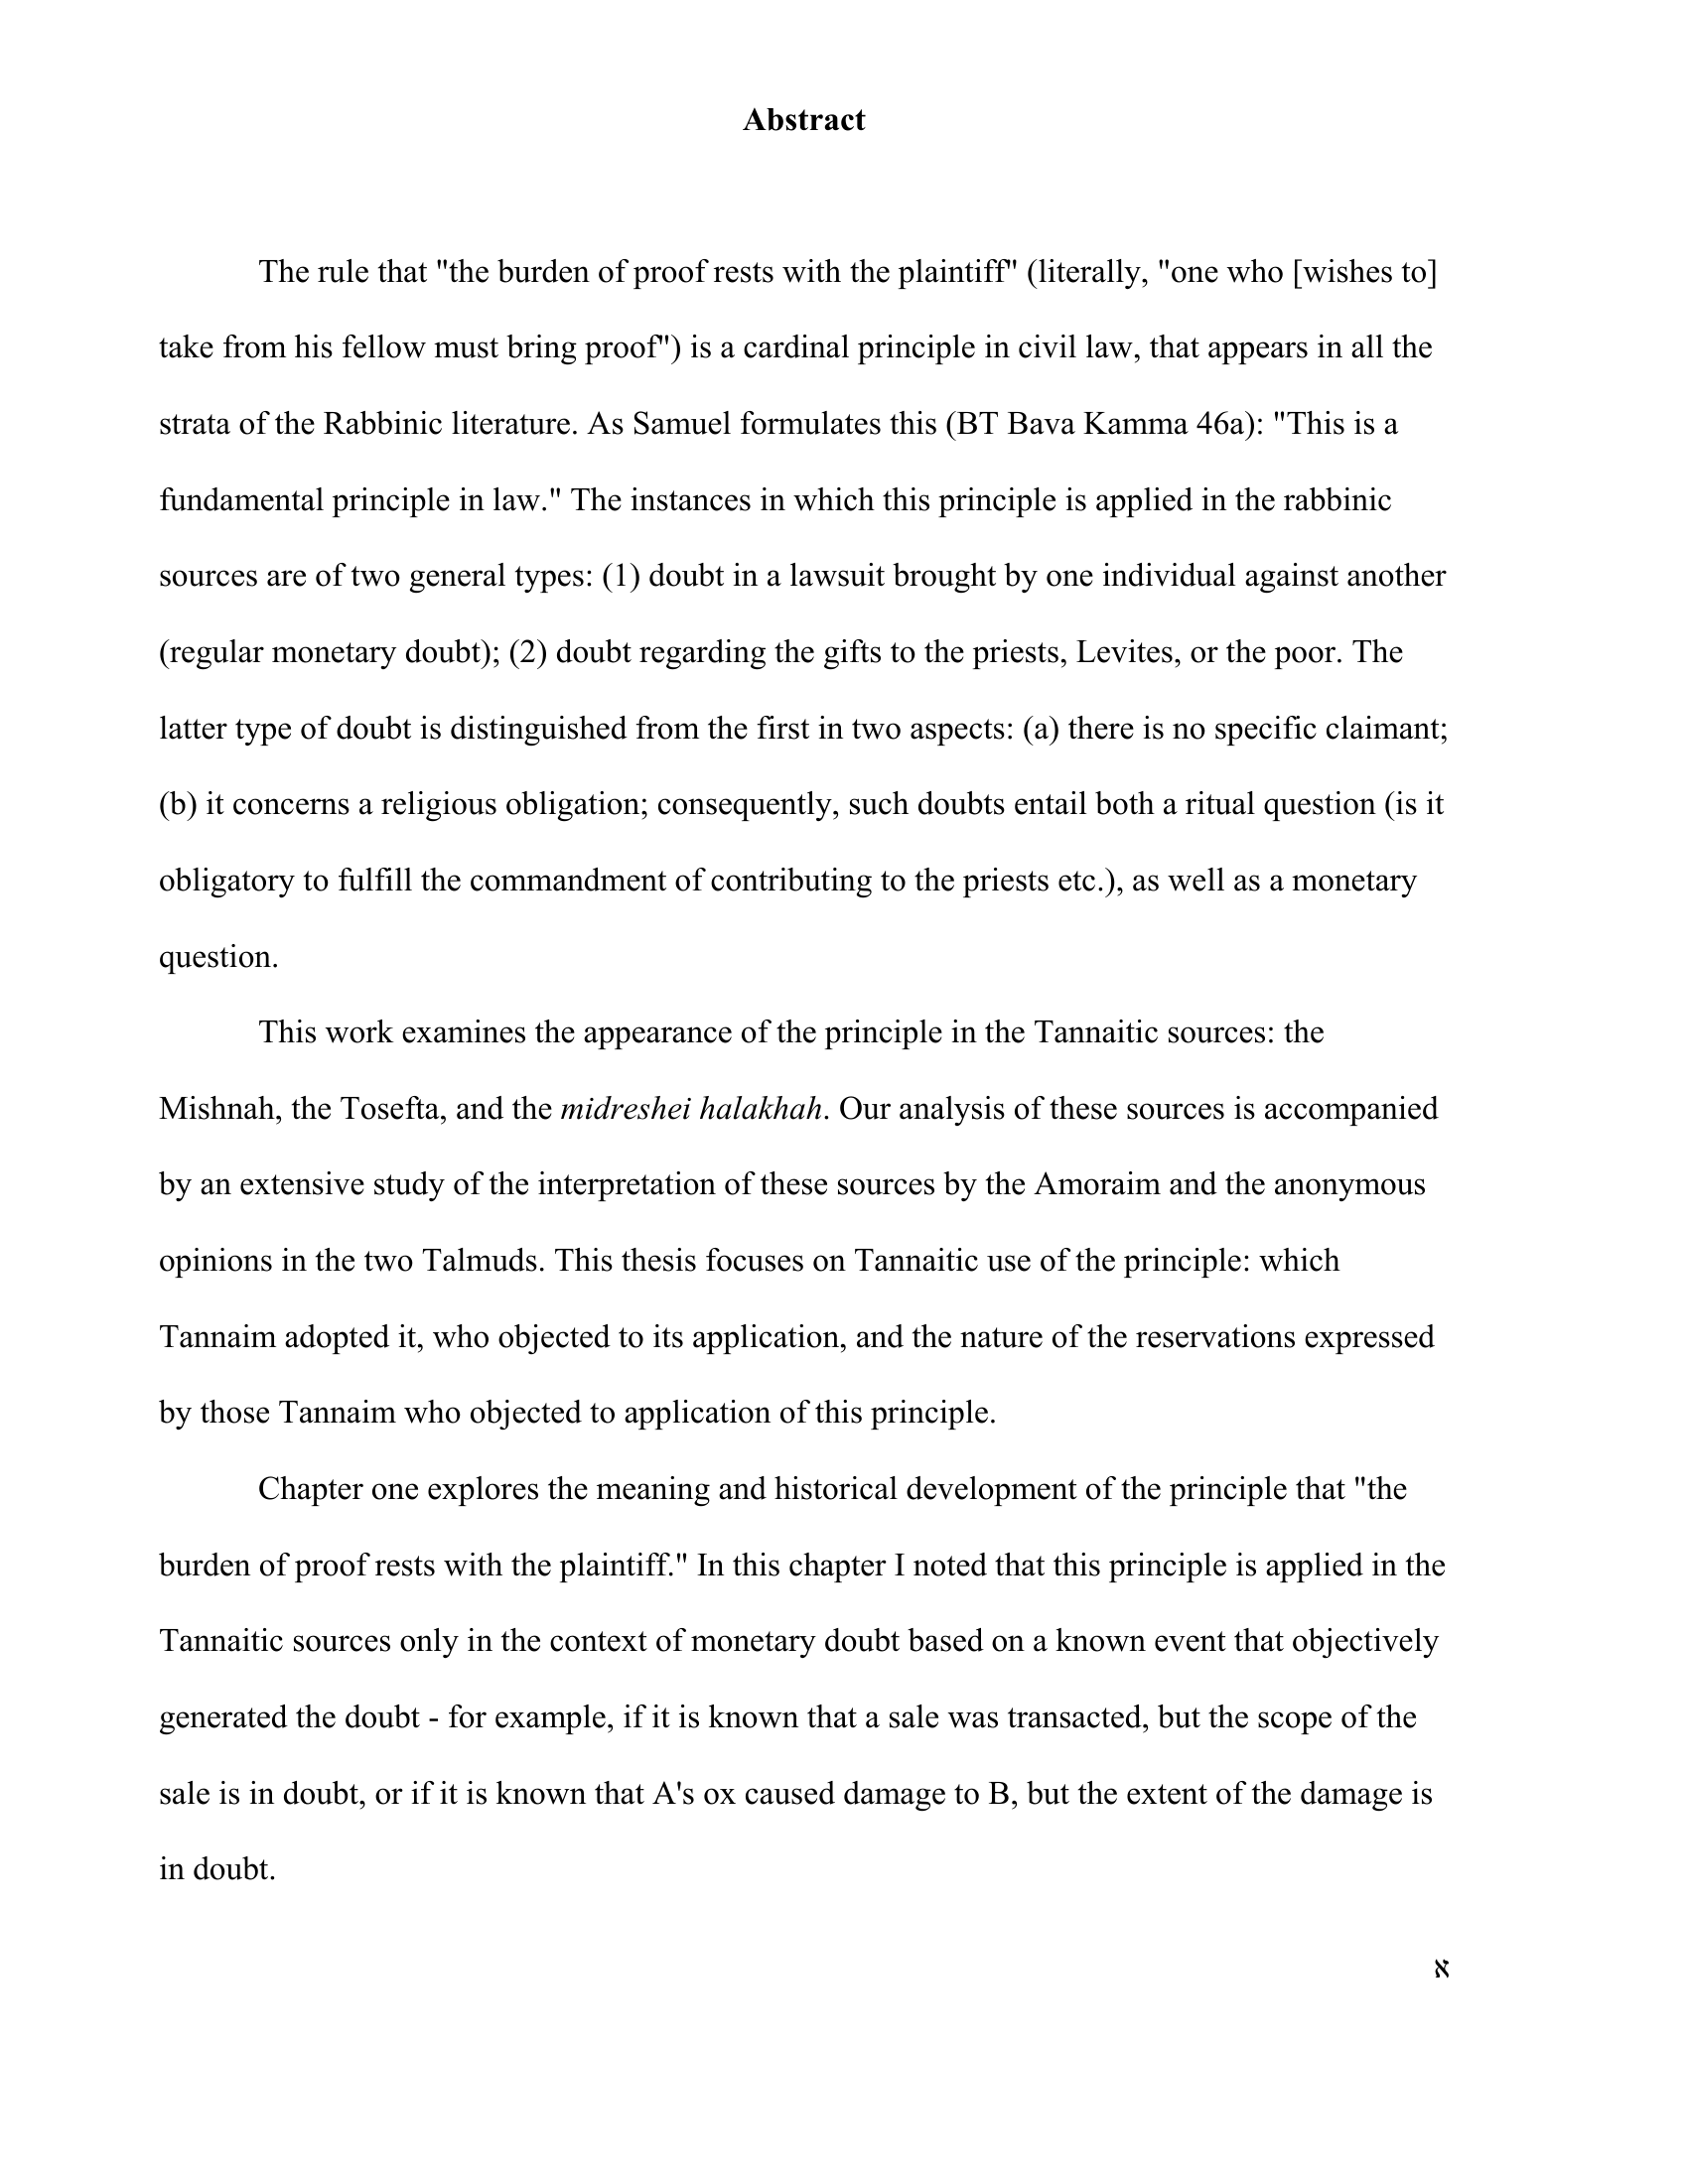 Abstract
The rule that "the burden of proof rests with the plaintiff" (literally, "one who [wishes to]
take from his fellow must bring proof") is a cardinal principle in civil law, that appears in all the
strata of the Rabbinic literature. As Samuel formulates this (BT Bava Kamma 46a): "This is a
fundamental principle in law." The instances in which this principle is applied in the rabbinic
sources are of two general types: (1) doubt in a lawsuit brought by one individual against another
(regular monetary doubt); (2) doubt regarding the gifts to the priests, Levites, or the poor. The
latter type of doubt is distinguished from the first in two aspects: (a) there is no specific claimant;
(b) it concerns a religious obligation; consequently, such doubts entail both a ritual question (is it
obligatory to fulfill the commandment of contributing to the priests etc.), as well as a monetary
question.
This work examines the appearance of the principle in the Tannaitic sources: the
Mishnah, the Tosefta, and the midreshei halakhah. Our analysis of these sources is accompanied
by an extensive study of the interpretation of these sources by the Amoraim and the anonymous
opinions in the two Talmuds. This thesis focuses on Tannaitic use of the principle: which
Tannaim adopted it, who objected to its application, and the nature of the reservations expressed
by those Tannaim who objected to application of this principle.
Chapter one explores the meaning and historical development of the principle that "the
burden of proof rests with the plaintiff." In this chapter I noted that this principle is applied in the
Tannaitic sources only in the context of monetary doubt based on a known event that objectively
generated the doubt - for example, if it is known that a sale was transacted, but the scope of the
sale is in doubt, or if it is known that A's ox caused damage to B, but the extent of the damage is
in doubt.
א